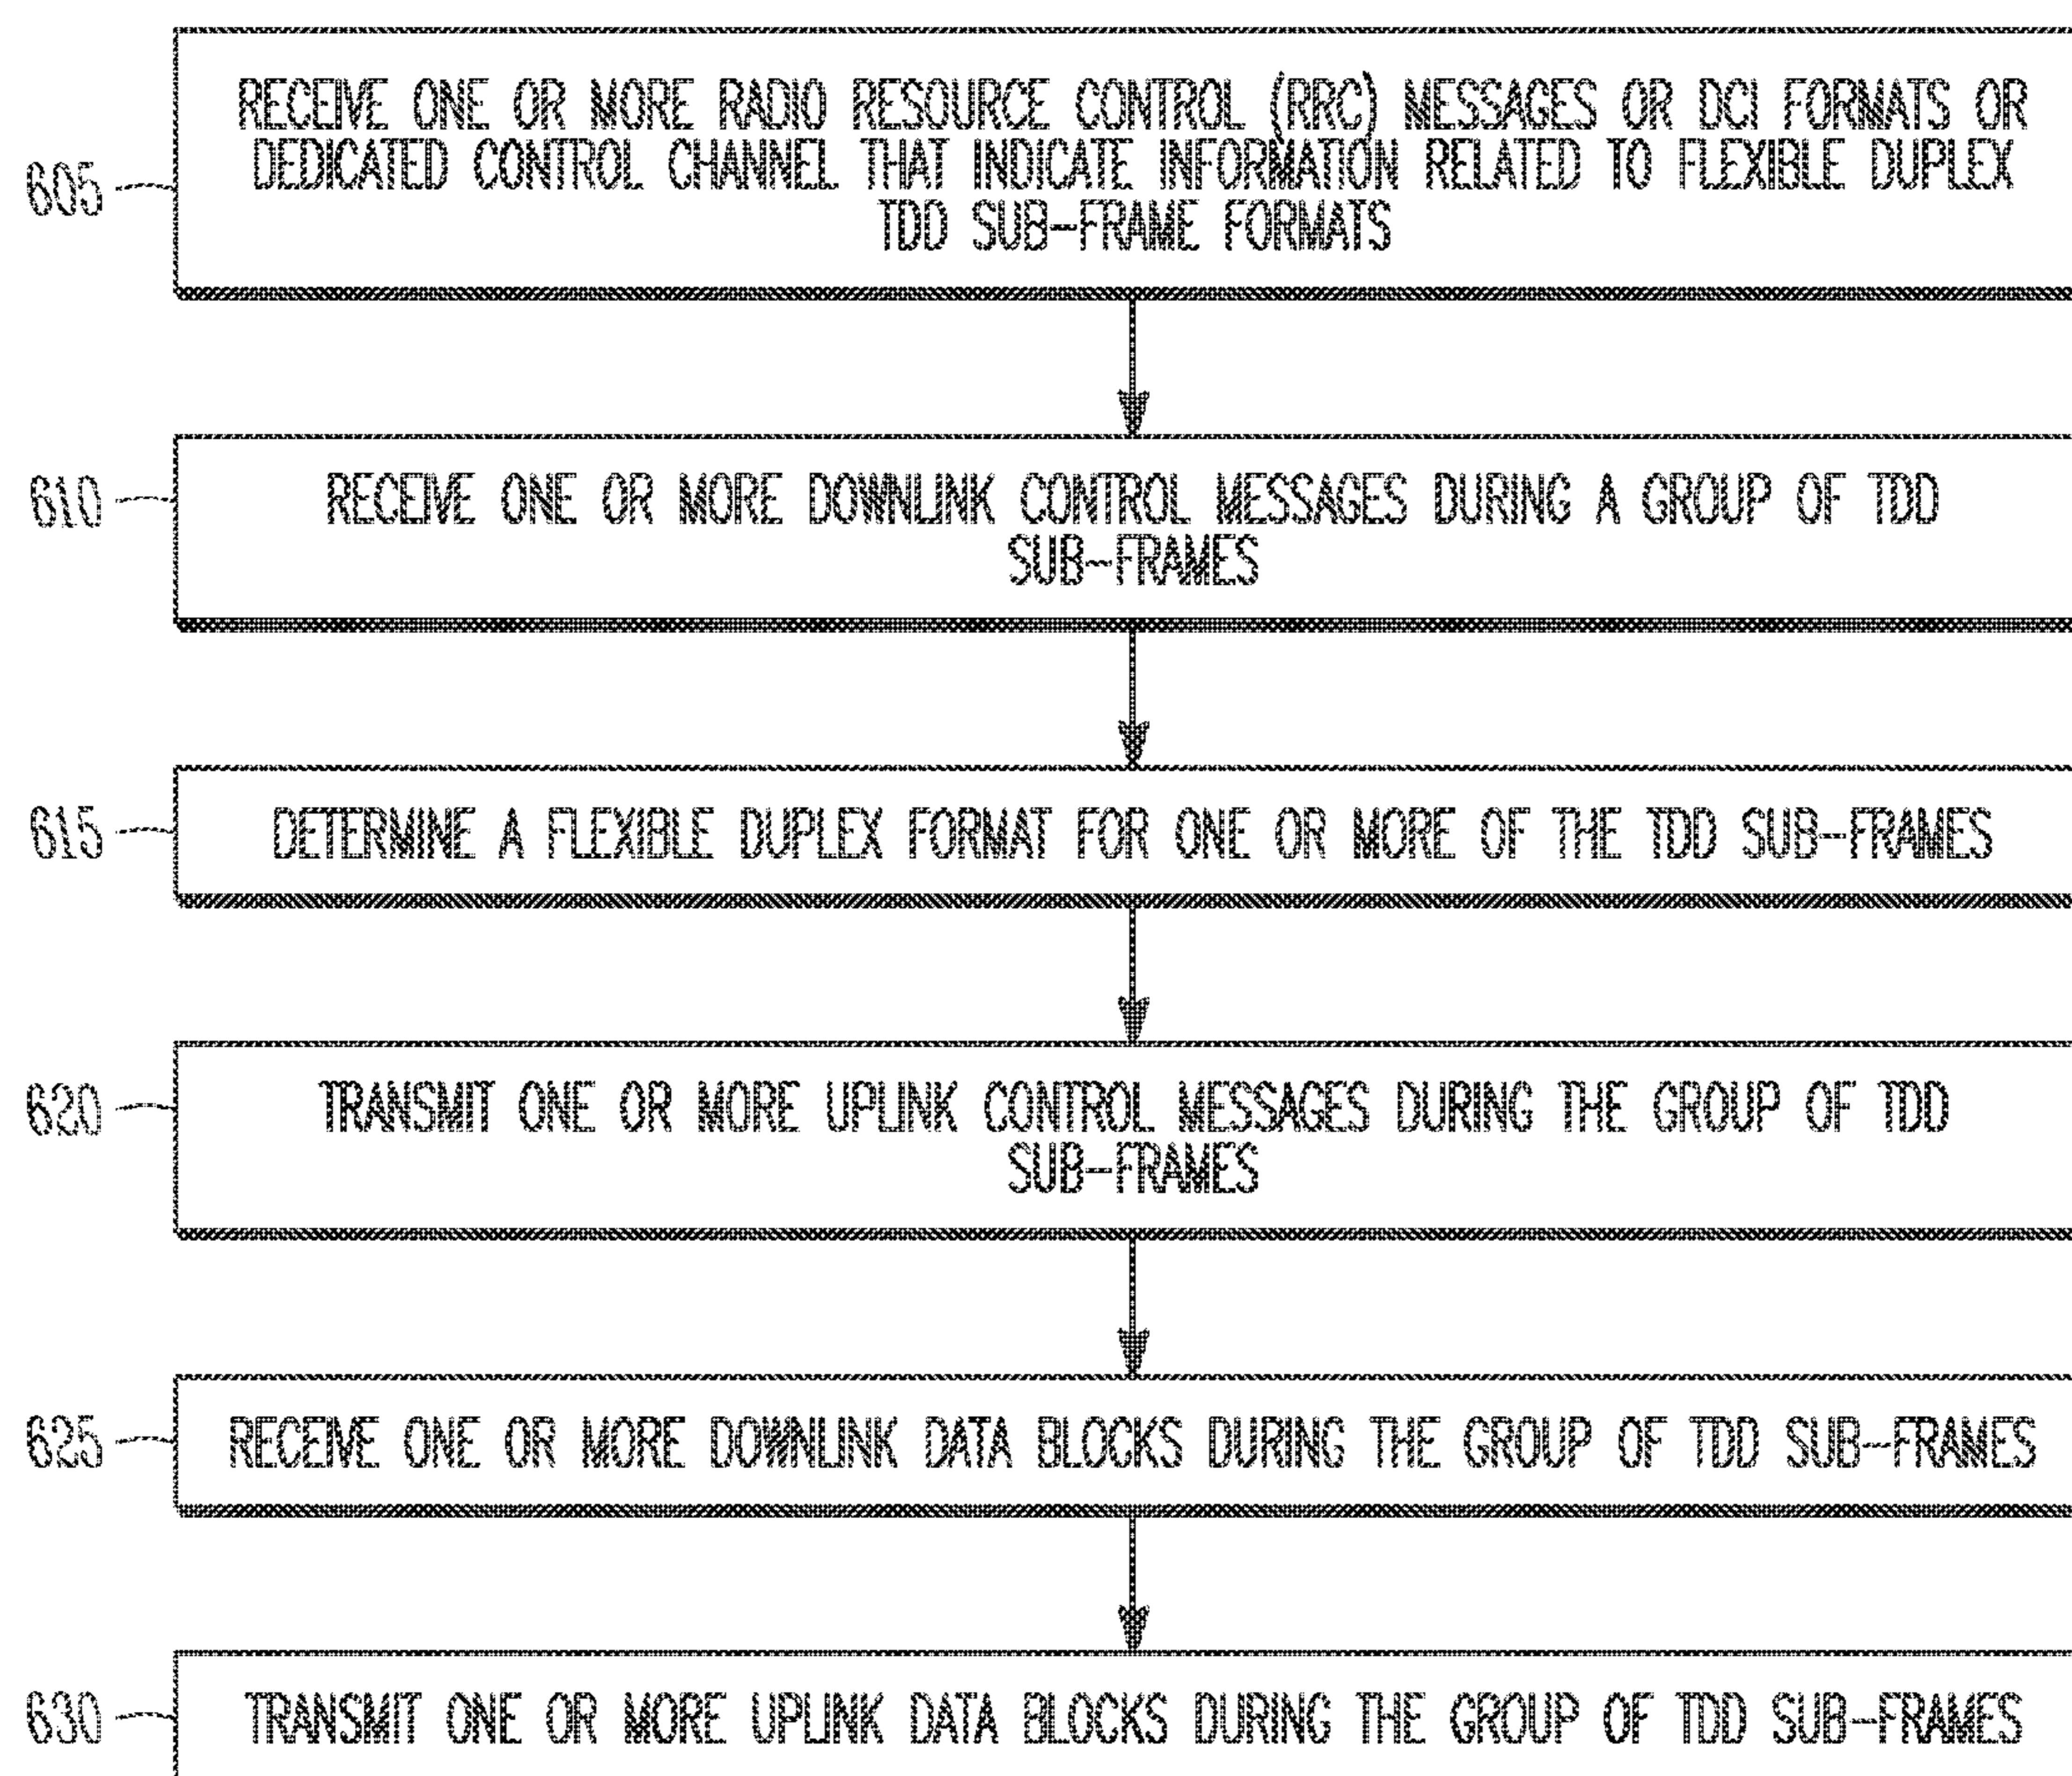 RECEIVE ONE OR MORE RADIO RESOURCE CONTROL (RRC) MESSAGES OR DCI FORMATS OR
DEDICATED CONTROL CHANNEL THAT INDICATE INFORMATION RELATED TO FLEXIBLE DUPLEX
TDD SUB-FRAME FORMATS
605
RECEIVE ONE OR MORE DOWNLINK CONTROL MESSAGES DURING A GROUP OF TDD
SUB-FRAMES
610
DETERMINE A FLEXIBLE DUPLEX FORMAT FOR ONE OR MORE OF THE TDD SUB-FRAMES
615
TRANSMIT ONE OR MORE UPLINK CONTROL MESSAGES DURING THE GROUP OF TDD
SUB-FRAMES
620
RECEIVE ONE OR MORE DOWNLINK DATA BLOCKS DURING THE GROUP OF TDD SUB-FRAMES
625
TRANSMIT ONE OR MORE UPLINK DATA BLOCKS DURING THE GROUP OF TDD SUB-FRAMES
630